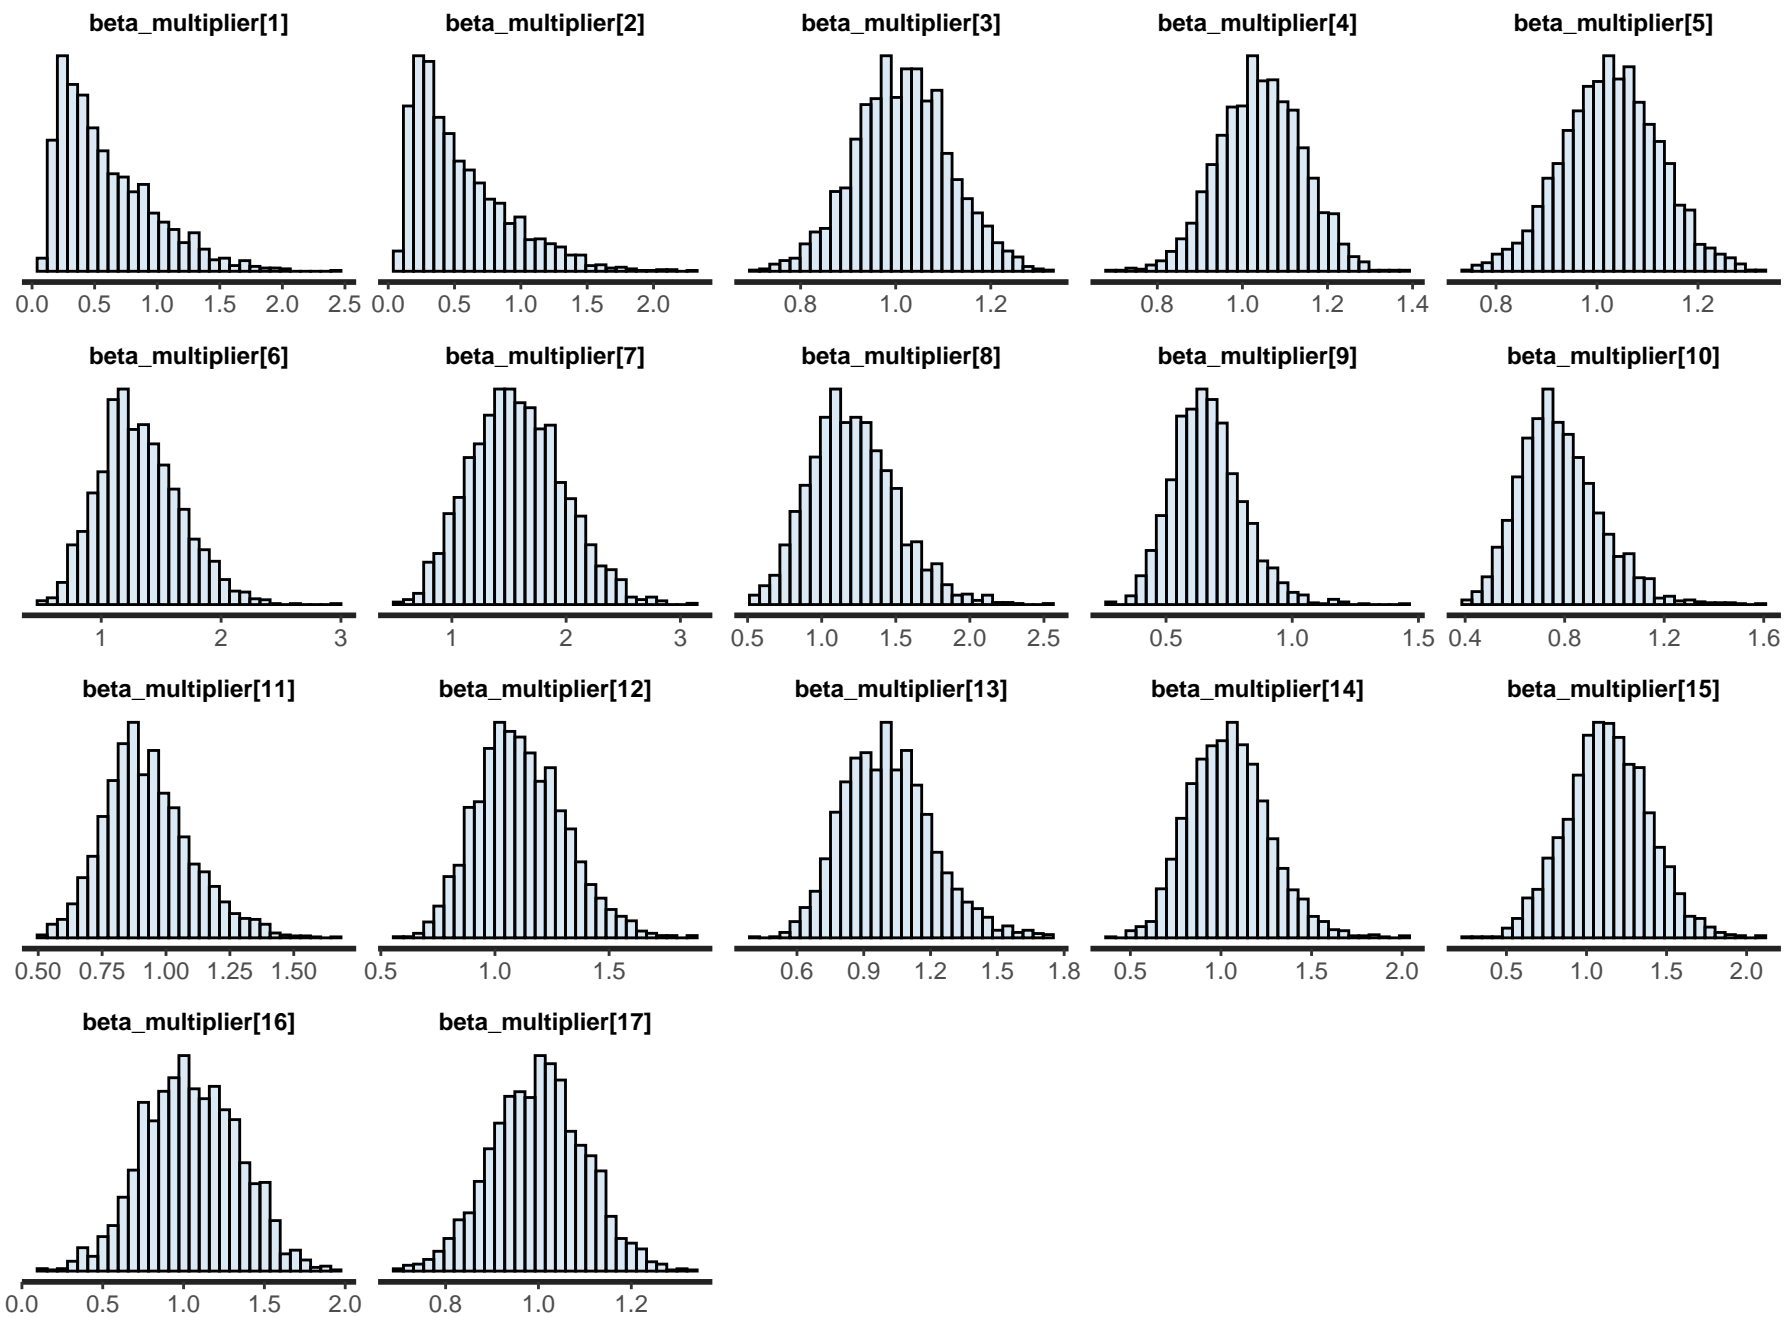 beta_multiplier[1] beta_multiplier[2] beta_multiplier[3] beta_multiplier[4] beta_multiplier[5]
0.0 0.5 1.0 1.5 2.0 2.5 0.0 0.5 1.0 1.5 2.0 0.8 1.0 1.2 0.8 1.0 1.2 1.4 0.8 1.0 1.2
beta_multiplier[6] beta_multiplier[7] beta_multiplier[8] beta_multiplier[9] beta_multiplier[10]
1 2 3 1 2 3 0.5 1.0 1.5 2.0 2.5 0.5 1.0 1.5 0.4 0.8 1.2 1.6
beta_multiplier[11] beta_multiplier[12] beta_multiplier[13] beta_multiplier[14] beta_multiplier[15]
0.50 0.75 1.00 1.25 1.50 0.5 1.0 1.5 0.6 0.9 1.2 1.5 1.8 0.5 1.0 1.5 2.0 0.5 1.0 1.5 2.0
beta_multiplier[16] beta_multiplier[17]
0.0 0.5 1.0 1.5 2.0 0.8 1.0 1.2